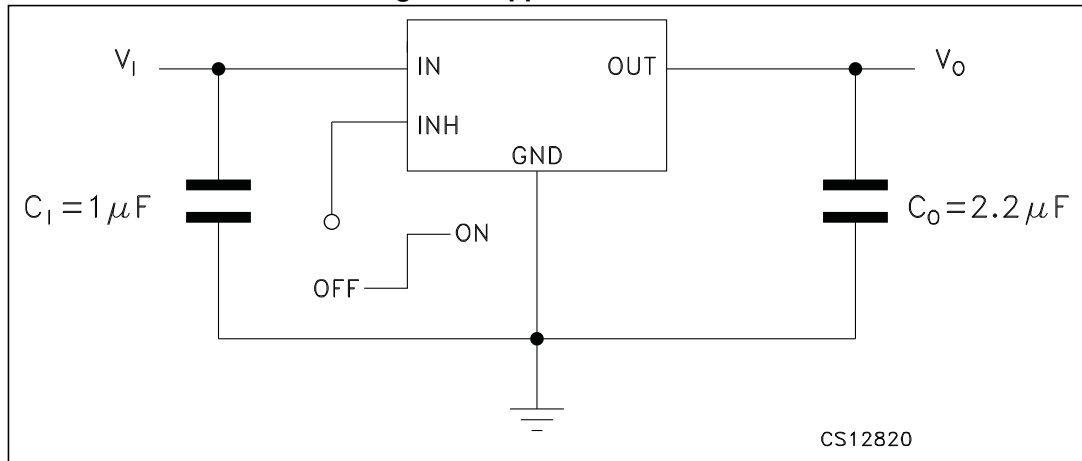 V_I
IN
OUT
V_O
INH
GND
C_I=1μF
C_O=2.2μF
ON
OFF
CS12820